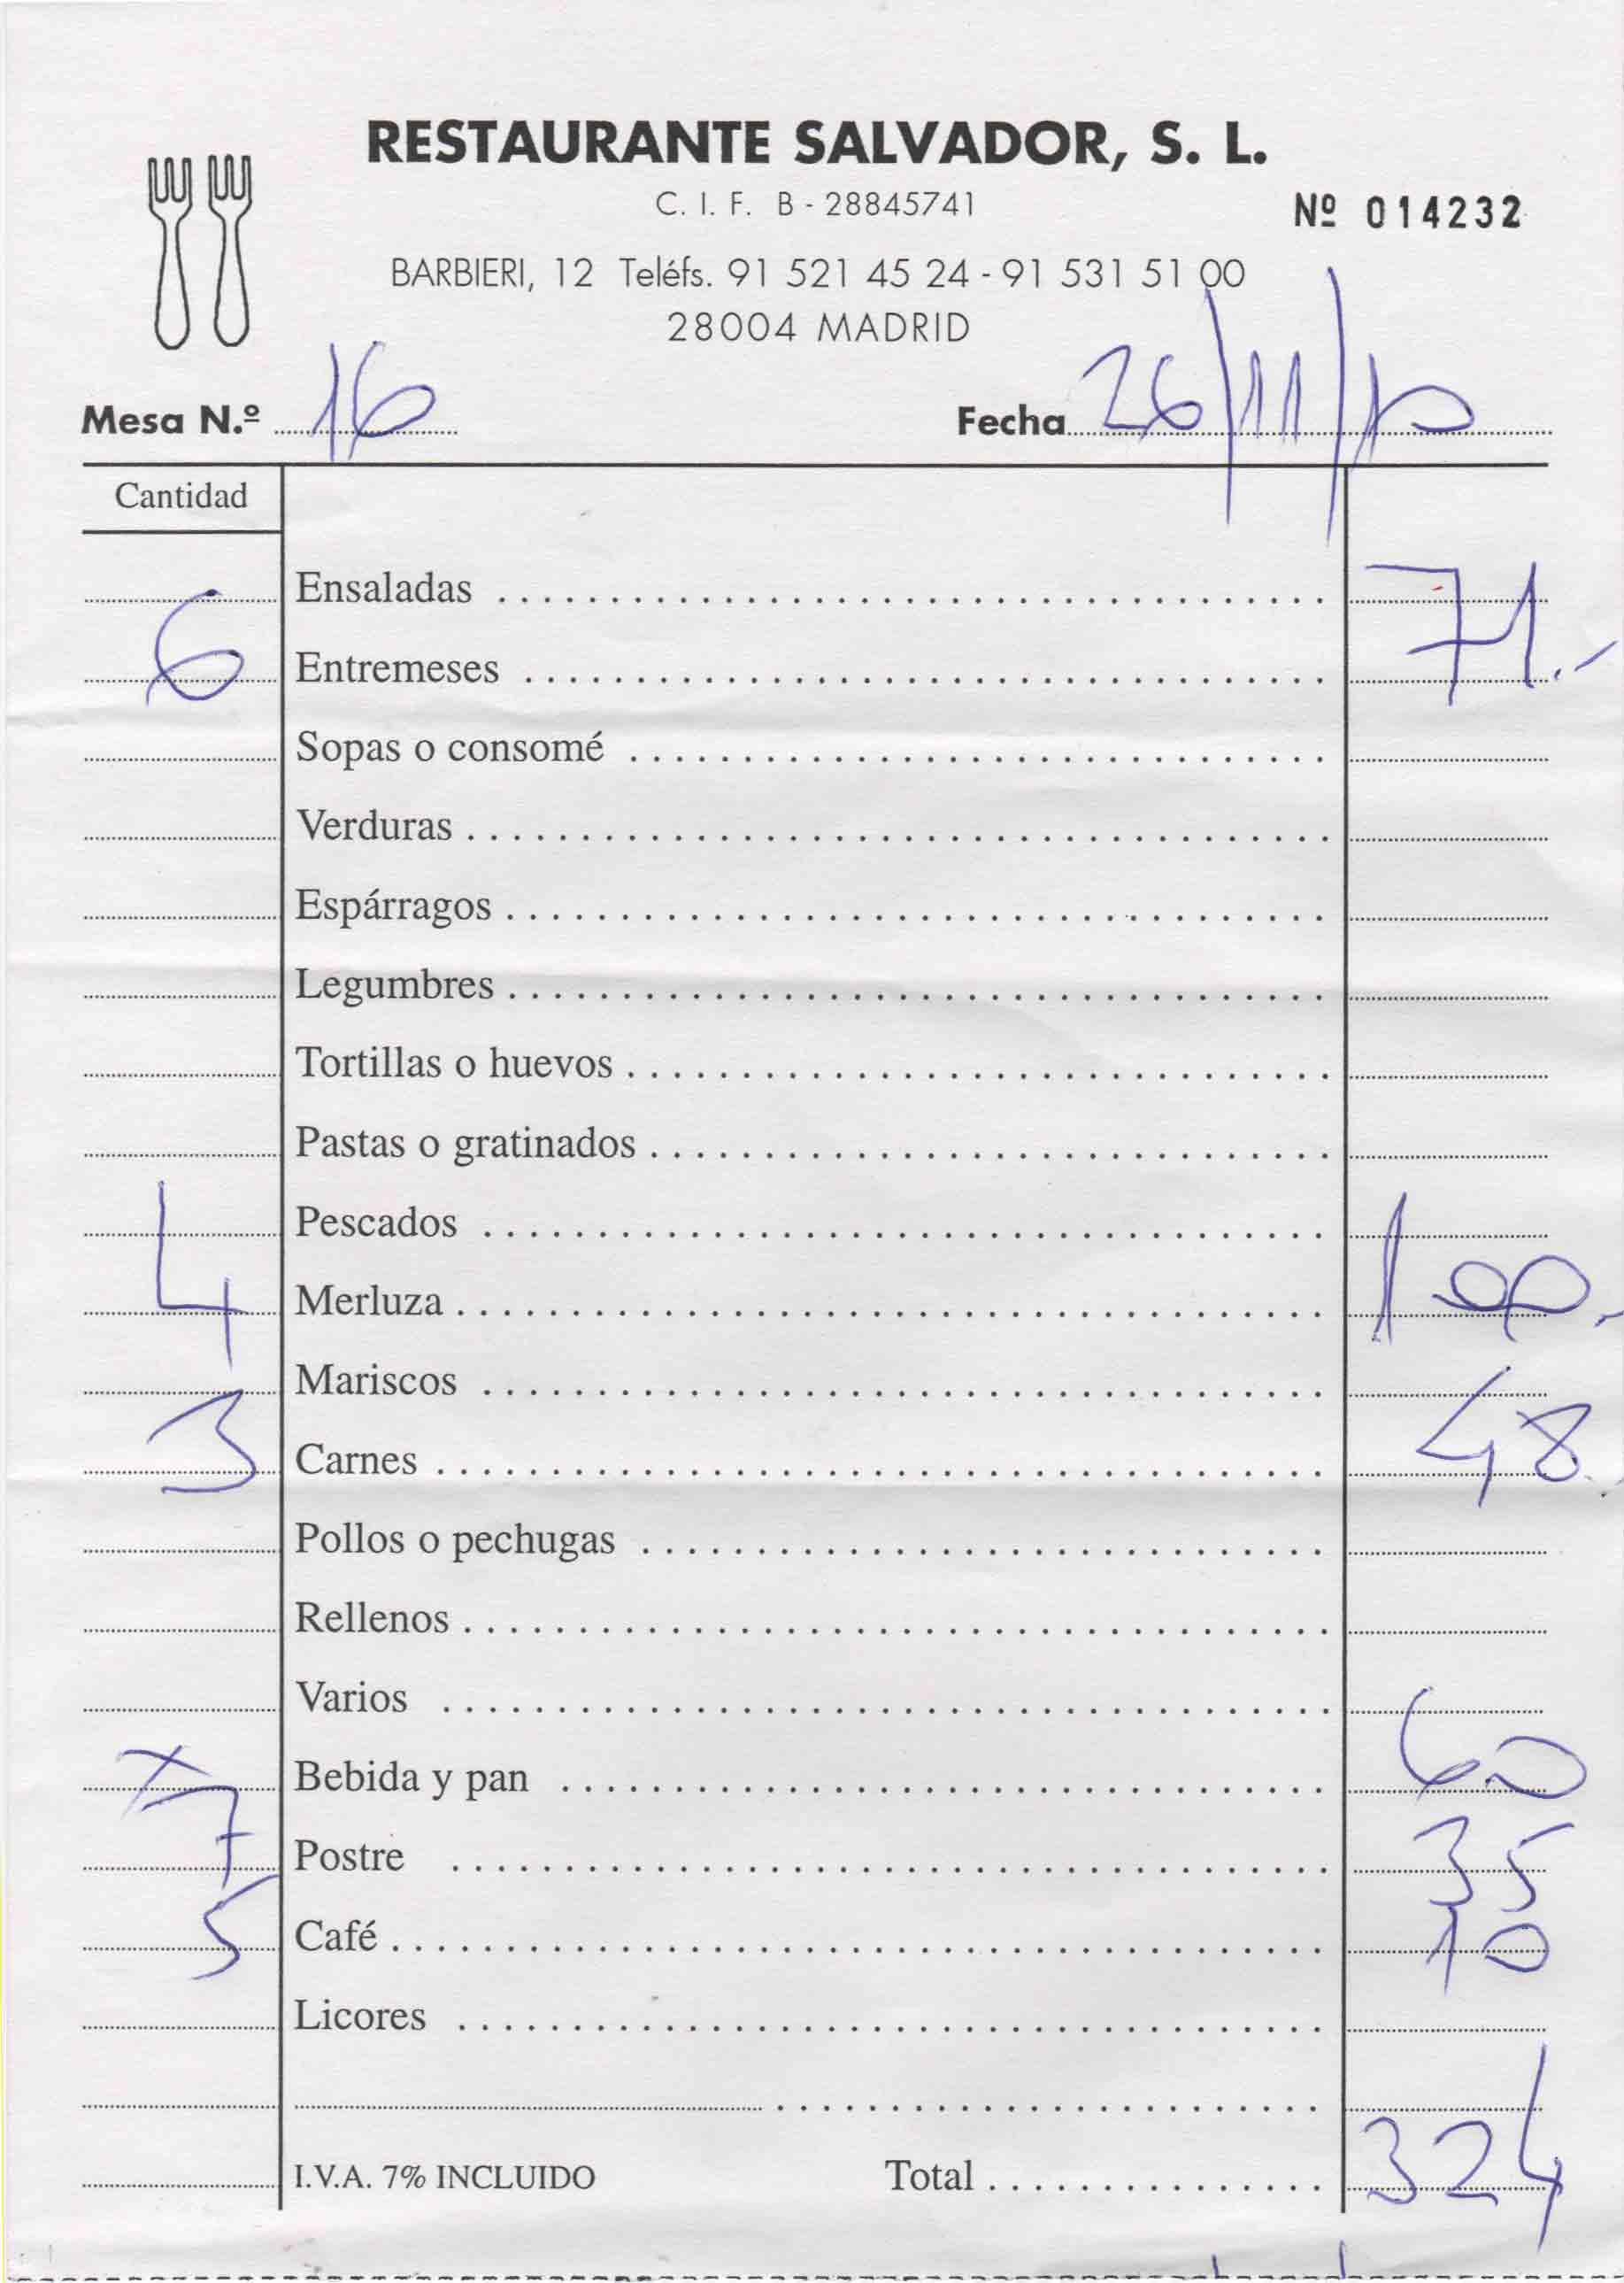 RESTAURANTE SALVADOR, S. L.
C. I. F. B - 28845741
Nº 014232
BARBIERI, 12 Teléfs. 91 521 45 24 - 91 531 51 00
28004 MADRID
Mesa N.º 16 Fecha 26/11/10
Cantidad
Ensaladas
6 Entremeses 71.-
Sopas o consomé
Verduras
Espárragos
Legumbres
Tortillas o huevos
Pastas o gratinados
Pescados
4 Merluza 100.-
Mariscos
3 Carnes 48.-
Pollos o pechugas
Rellenos
Varios
x Bebida y pan 60
7 Postre 35
5 Café 10
Licores
I.V.A. 7% INCLUIDO Total 324